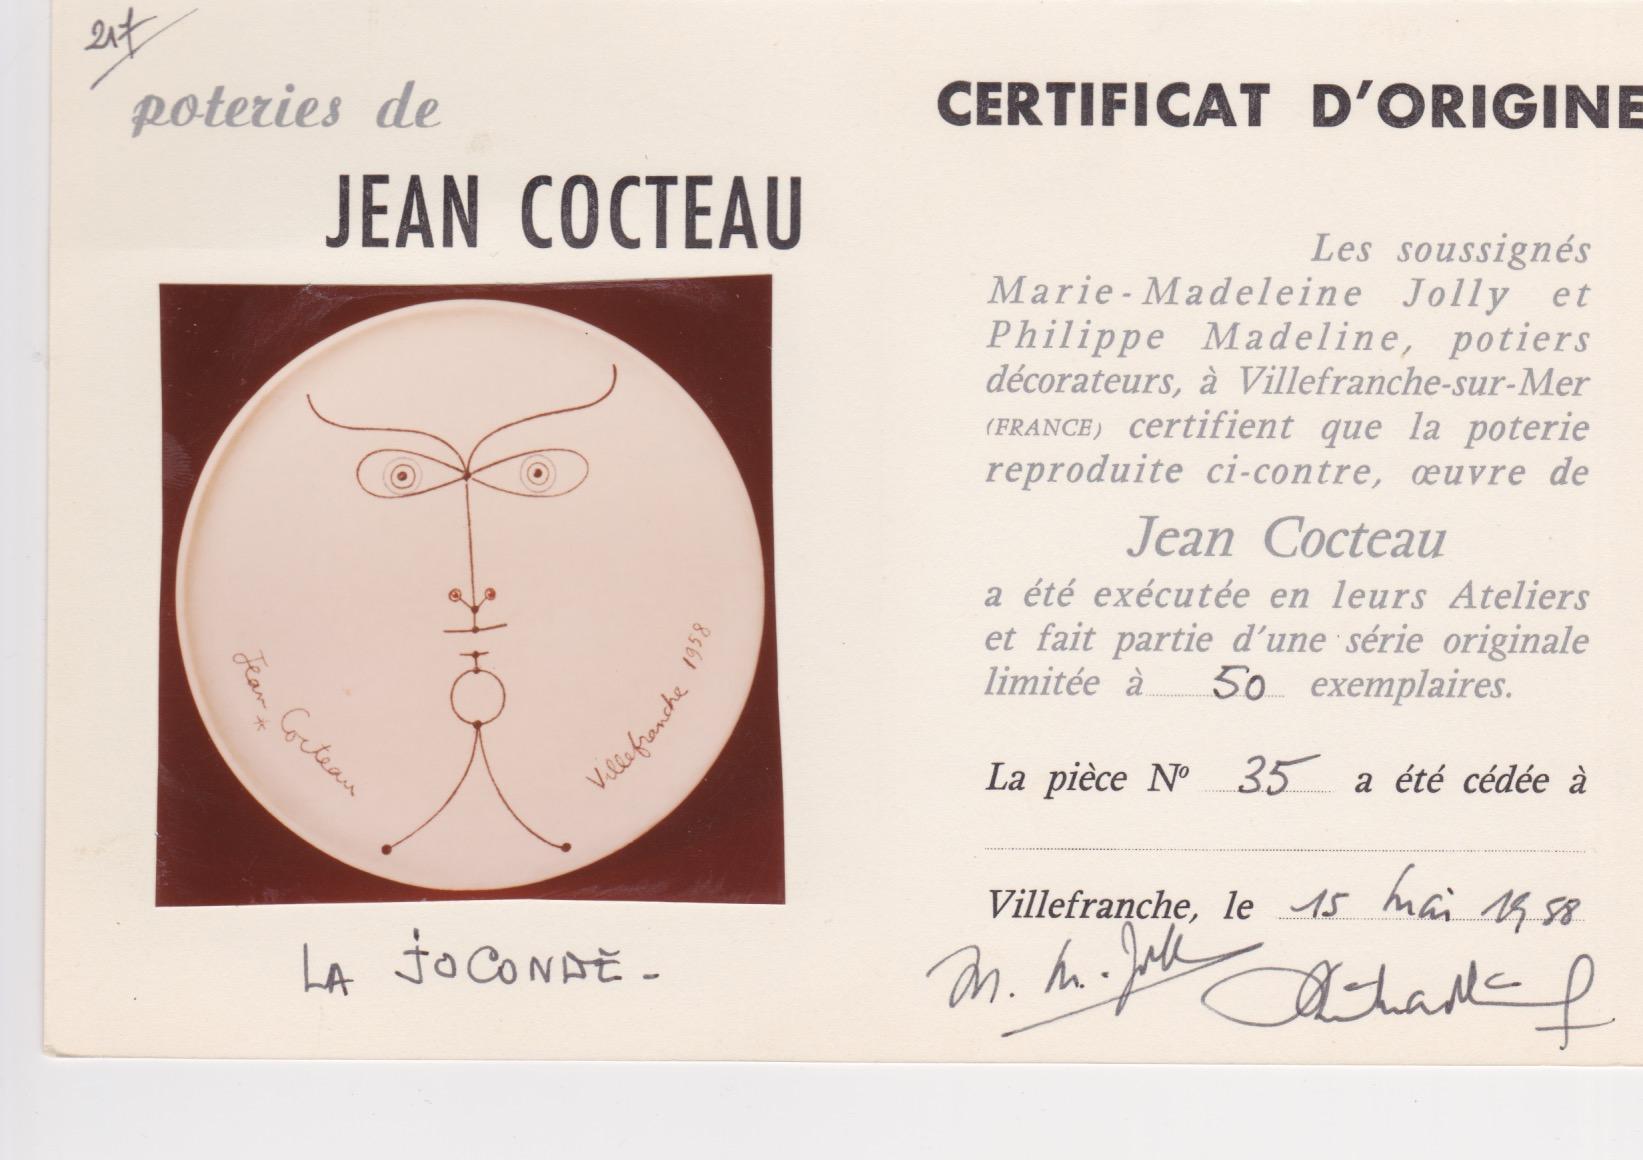 217
poteries de
JEAN COCTEAU
Jean * Cocteau
Villefranche 1958
LA JOCONDE -
CERTIFICAT D'ORIGINE
Les soussignés
Marie-Madeleine Jolly et
Philippe Madeline, potiers
décorateurs, à Villefranche-sur-Mer
(FRANCE) certifient que la poterie
reproduite ci-contre, œuvre de
Jean Cocteau
a été exécutée en leurs Ateliers
et fait partie d'une série originale
limitée à 50 exemplaires.
La pièce Nº 35 a été cédée à
Villefranche, le 15 mai 1958
M. M. Jolly